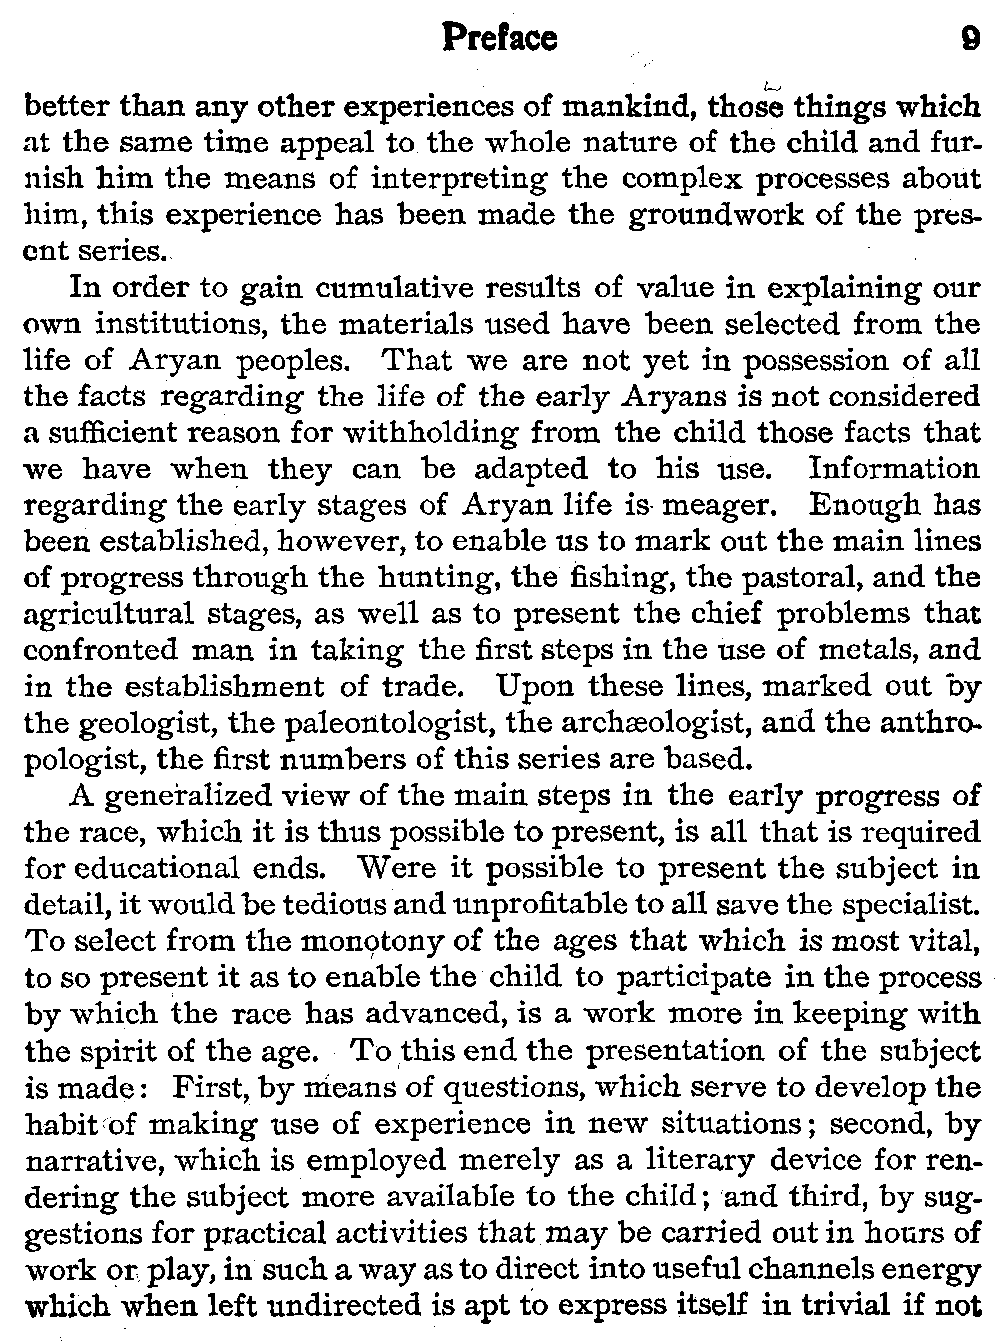 Preface 9
better than any other experiences of mankind, those things which
at the same time appeal to the whole nature of the child and fur-
nish him the means of interpreting the complex processes about
him, this experience has been made the groundwork of the pres-
ent series.
In order to gain cumulative results of value in explaining our
own institutions, the materials used have been selected from the
life of Aryan peoples. That we are not yet in possession of all
the facts regarding the life of the early Aryans is not considered
a sufficient reason for withholding from the child those facts that
we have when they can be adapted to his use. Information
regarding the early stages of Aryan life is meager. Enough has
been established, however, to enable us to mark out the main lines
of progress through the hunting, the fishing, the pastoral, and the
agricultural stages, as well as to present the chief problems that
confronted man in taking the first steps in the use of metals, and
in the establishment of trade. Upon these lines, marked out by
the geologist, the paleontologist, the archæologist, and the anthro-
pologist, the first numbers of this series are based.
A generalized view of the main steps in the early progress of
the race, which it is thus possible to present, is all that is required
for educational ends. Were it possible to present the subject in
detail, it would be tedious and unprofitable to all save the specialist.
To select from the monotony of the ages that which is most vital,
to so present it as to enable the child to participate in the process
by which the race has advanced, is a work more in keeping with
the spirit of the age. To this end the presentation of the subject
is made: First, by means of questions, which serve to develop the
habit of making use of experience in new situations; second, by
narrative, which is employed merely as a literary device for ren-
dering the subject more available to the child; and third, by sug-
gestions for practical activities that may be carried out in hours of
work or play, in such a way as to direct into useful channels energy
which when left undirected is apt to express itself in trivial if not